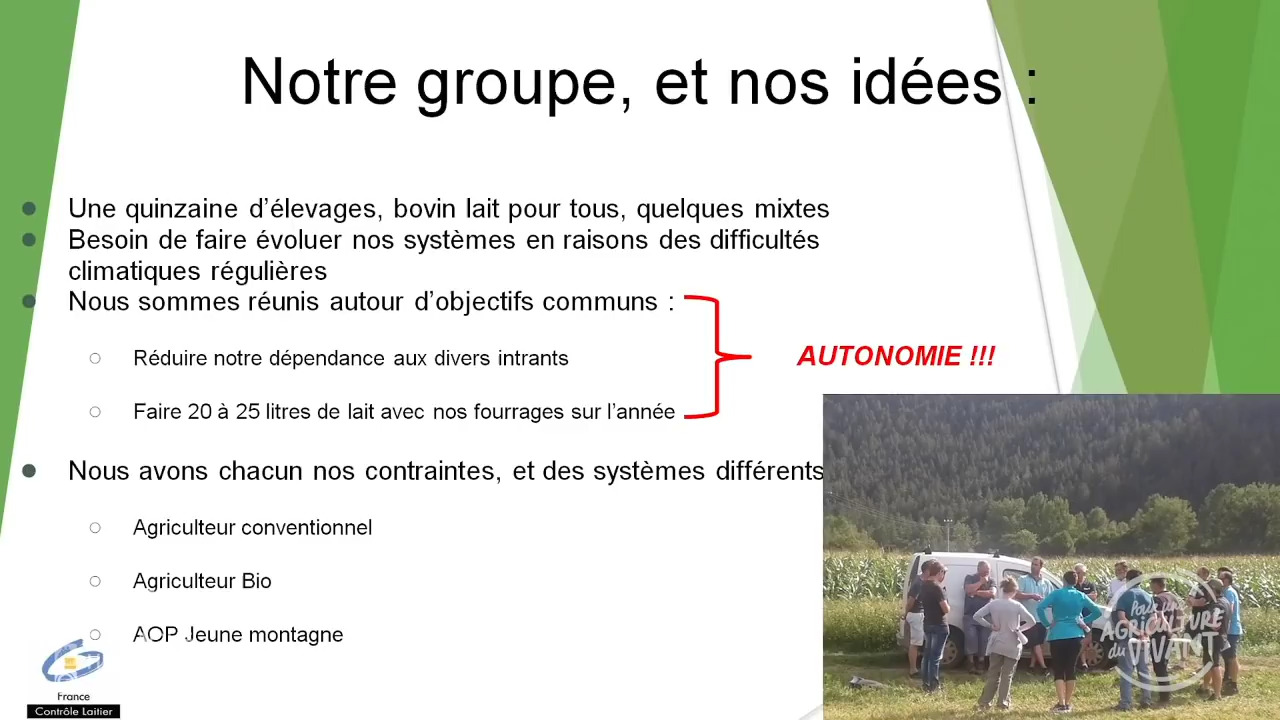 Notre groupe, et nos idées :
Une quinzaine d’élevages, bovin lait pour tous, quelques mixtes
Besoin de faire évoluer nos systèmes en raisons des difficultés
climatiques régulières
Nous sommes réunis autour d’objectifs communs :
Réduire notre dépendance aux divers intrants
AUTONOMIE !!!
Faire 20 à 25 litres de lait avec nos fourrages sur l’année
Nous avons chacun nos contraintes, et des systèmes différents
Agriculteur conventionnel
Agriculteur Bio
AOP Jeune montagne
France
Contrôle Laitier
Pour une
AGRICULTURE
du VIVANT